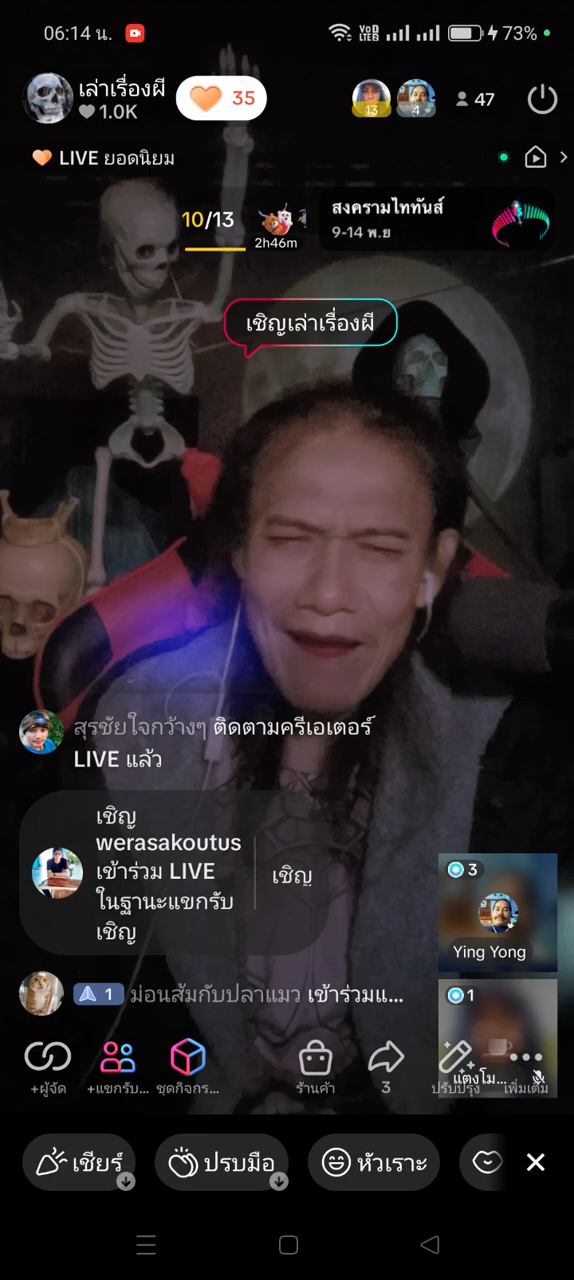 06:14 น.
VoD LTE2
73%
เล่าเรื่องผี
1.0K
35
13
4
47
LIVE ยอดนิยม
10/13
2h46m
สงครามไททันส์
9-14 พ.ย
เชิญเล่าเรื่องผี
สุรชัยใจกว้างๆ ติดตามครีเอเตอร์
LIVE แล้ว
เชิญ
werasakoutus
เข้าร่วม LIVE
ในฐานะแขกรับ
เชิญ
เชิญ
3
Ying Yong
1 ม่อนส้มกับปลาแมว เข้าร่วมแ...
1
แตงโม...
+ผู้จัด
+แขกรับ...
ชุดกิจกร...
ร้านค้า
3
ปรับปรุง
เพิ่มเติม
เชียร์
ปรบมือ
หัวเราะ